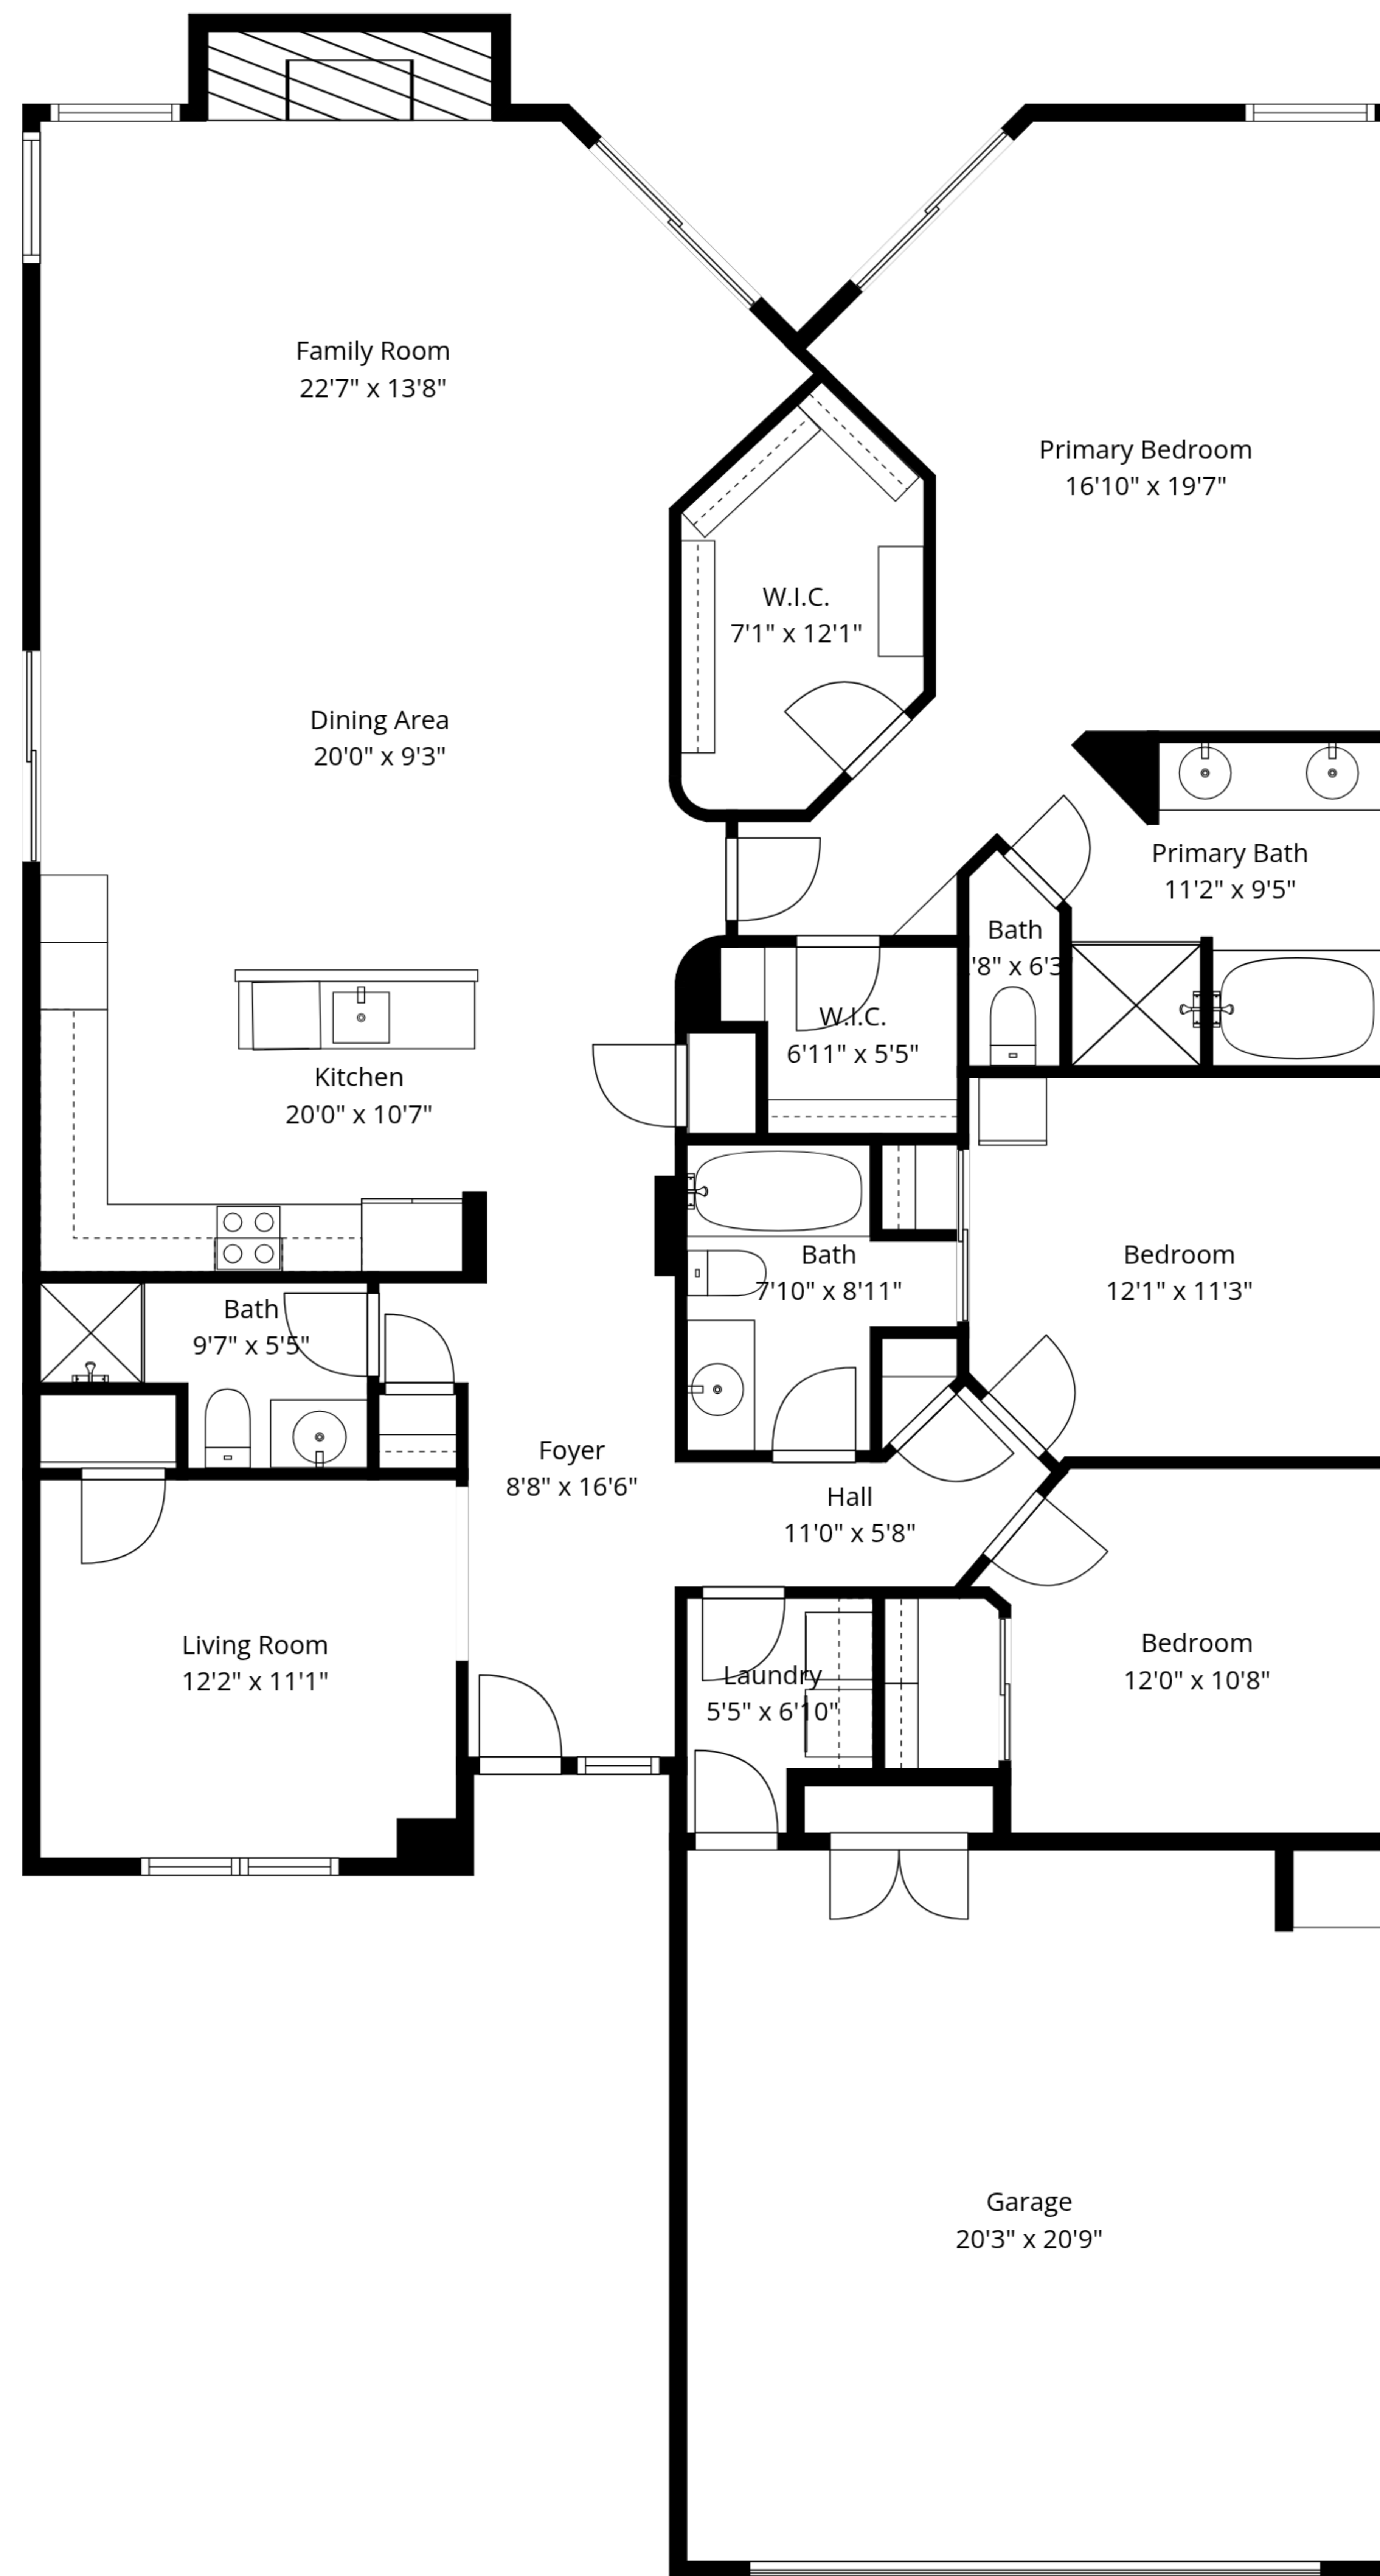 Family Room
22'7" x 13'8"
Primary Bedroom
16'10" x 19'7"
W.I.C.
7'1" x 12'1"
Dining Area
20'0" x 9'3"
Primary Bath
11'2" x 9'5"
Bath
'8" x 6'3
W.I.C.
6'11" x 5'5"
Kitchen
20'0" x 10'7"
Bath
7'10" x 8'11"
Bedroom
12'1" x 11'3"
Bath
9'7" x 5'5"
Foyer
8'8" x 16'6"
Hall
11'0" x 5'8"
Living Room
12'2" x 11'1"
Laundry
5'5" x 6'10"
Bedroom
12'0" x 10'8"
Garage
20'3" x 20'9"